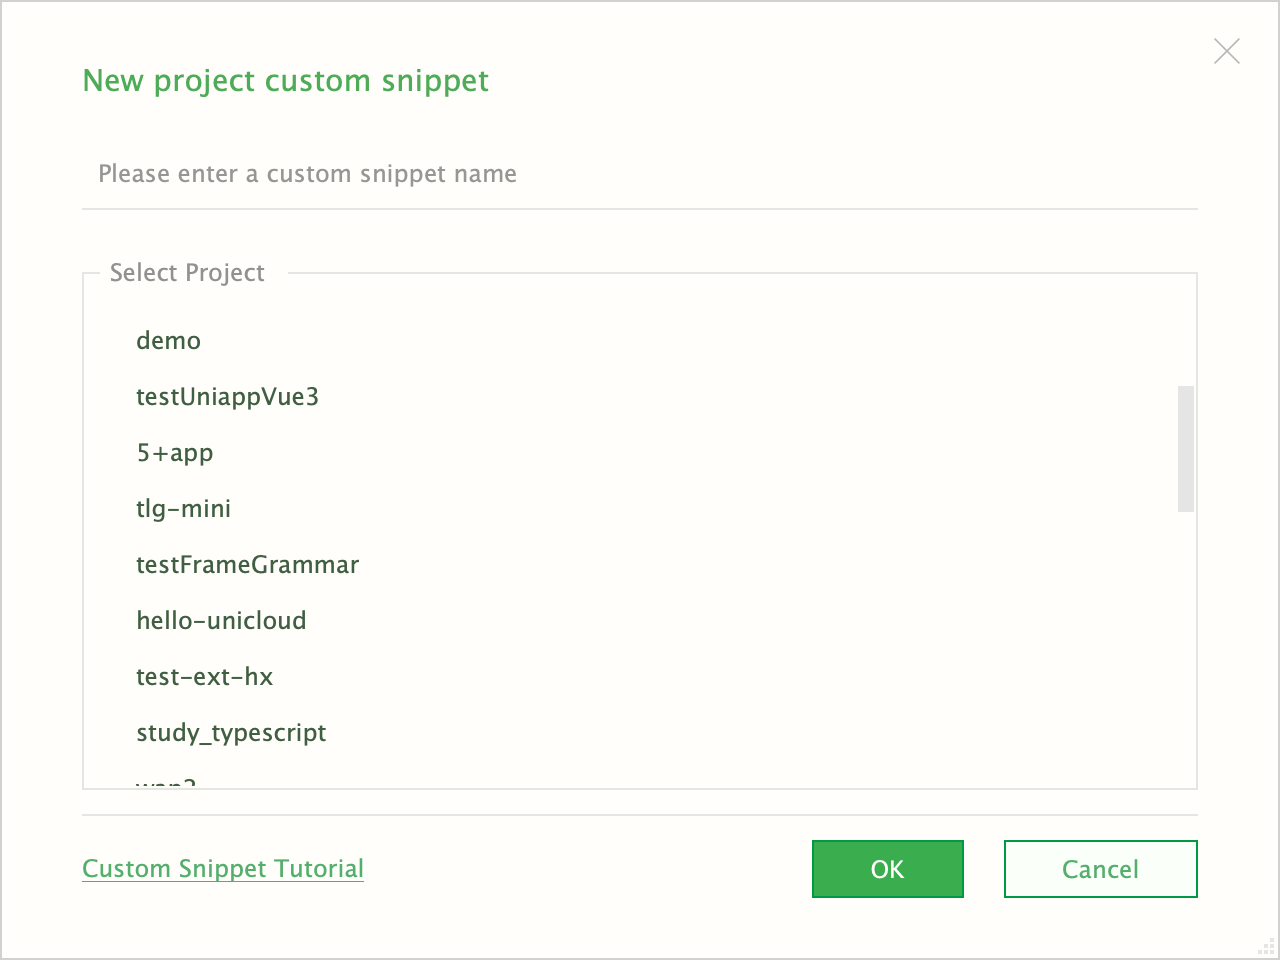 New project custom snippet
Please enter a custom snippet name
Select Project
demo
testUniappVue3
5+app
tlg-mini
testFrameGrammar
hello-unicloud
test-ext-hx
study_typescript
Custom Snippet Tutorial
OK
Cancel